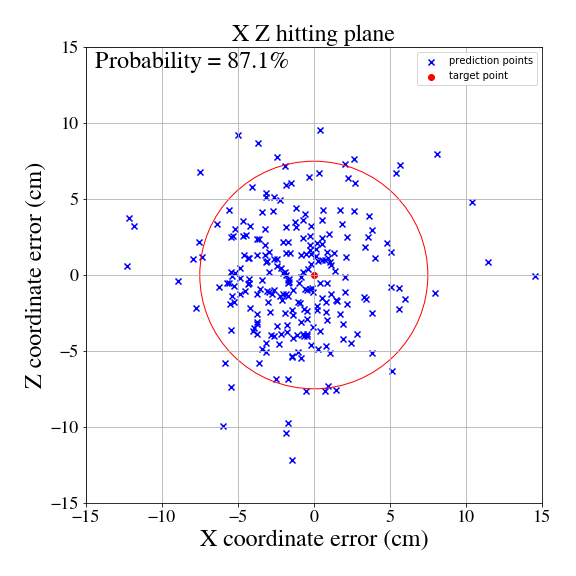 X Z hitting plane
Probability = 87.1%
prediction points
target point
15
10
5
0
−5
−10
−15
Z coordinate error (cm)
−15 −10 −5 0 5 10 15
X coordinate error (cm)